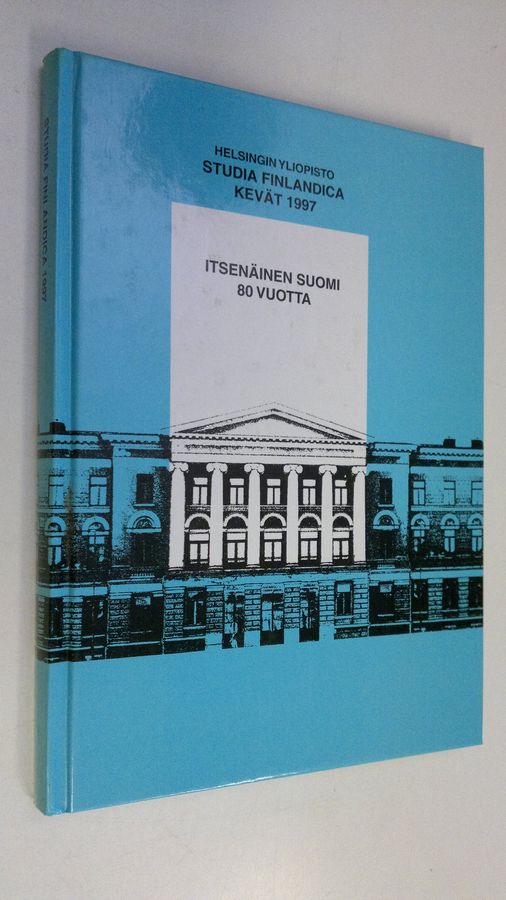 HELSINGIN YLIOPISTO
STUDIA FINLANDICA
KEVÄT 1997
ITSENÄINEN SUOMI
80 VUOTTA
STUDIA FINLANDICA 1997